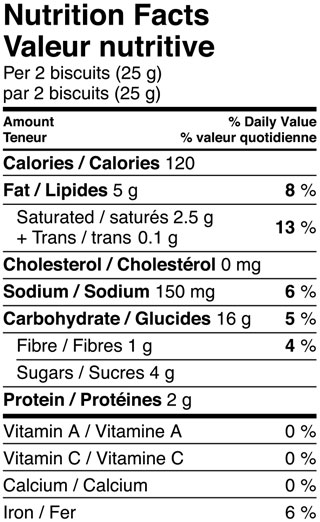 Nutrition Facts
Valeur nutritive
Per 2 biscuits (25 g)
par 2 biscuits (25 g)
Amount % Daily Value
Teneur % valeur quotidienne
Calories / Calories 120
Fat / Lipides 5 g 8 %
Saturated / saturés 2.5 g
+ Trans / trans 0.1 g 13 %
Cholesterol / Cholestérol 0 mg
Sodium / Sodium 150 mg 6 %
Carbohydrate / Glucides 16 g 5 %
Fibre / Fibres 1 g 4 %
Sugars / Sucres 4 g
Protein / Protéines 2 g
Vitamin A / Vitamine A 0 %
Vitamin C / Vitamine C 0 %
Calcium / Calcium 0 %
Iron / Fer 6 %